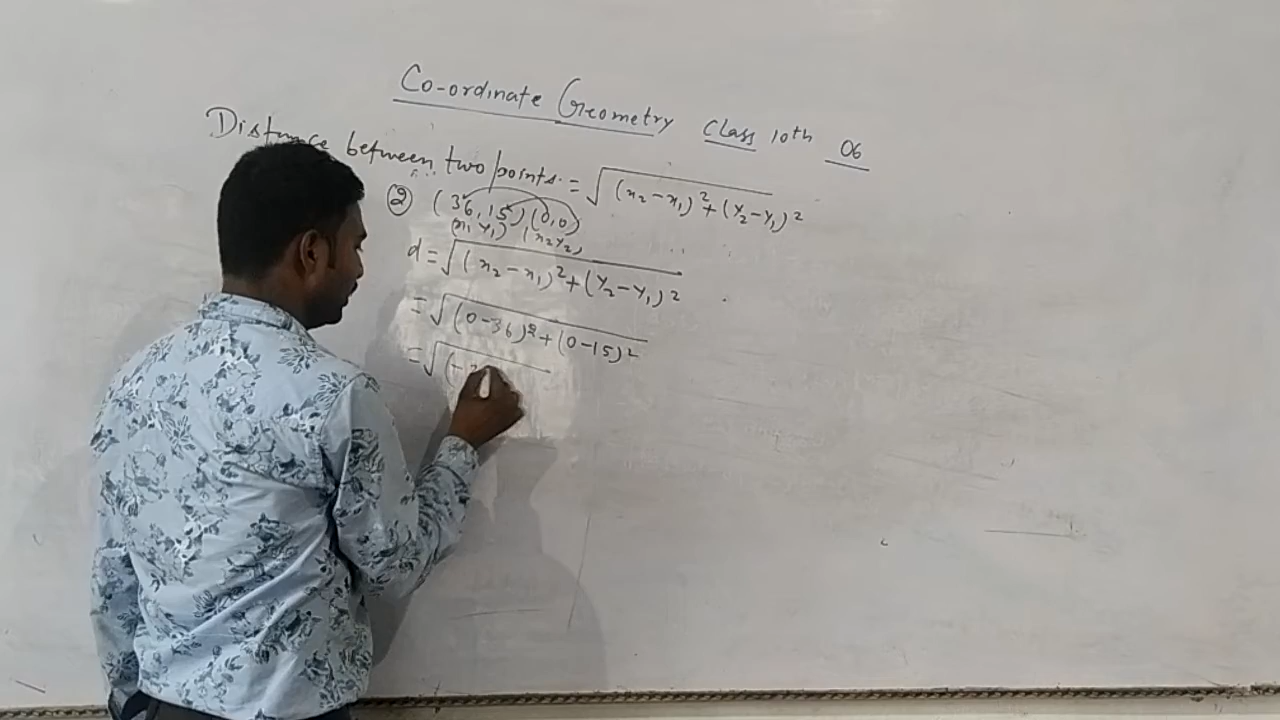 Co-ordinate Geometry Class 10th 06
Distance between two points = √(x₂-x₁)²+(y₂-y₁)²
② (36,15)(0,0)
(x₁ y₁) (x₂ y₂)
d = √(x₂-x₁)²+(y₂-y₁)²
= √(0-36)²+(0-15)²
= √(-